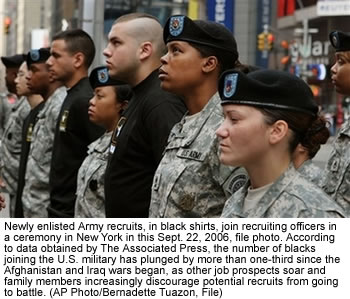 REUTERS
U.S. ARMY
Newly enlisted Army recruits, in black shirts, join recruiting officers in
a ceremony in New York in this Sept. 22, 2006, file photo. According
to data obtained by The Associated Press, the number of blacks
joining the U.S. military has plunged by more than one-third since the
Afghanistan and Iraq wars began, as other job prospects soar and
family members increasingly discourage potential recruits from going
to battle. (AP Photo/Bernadette Tuazon, File)